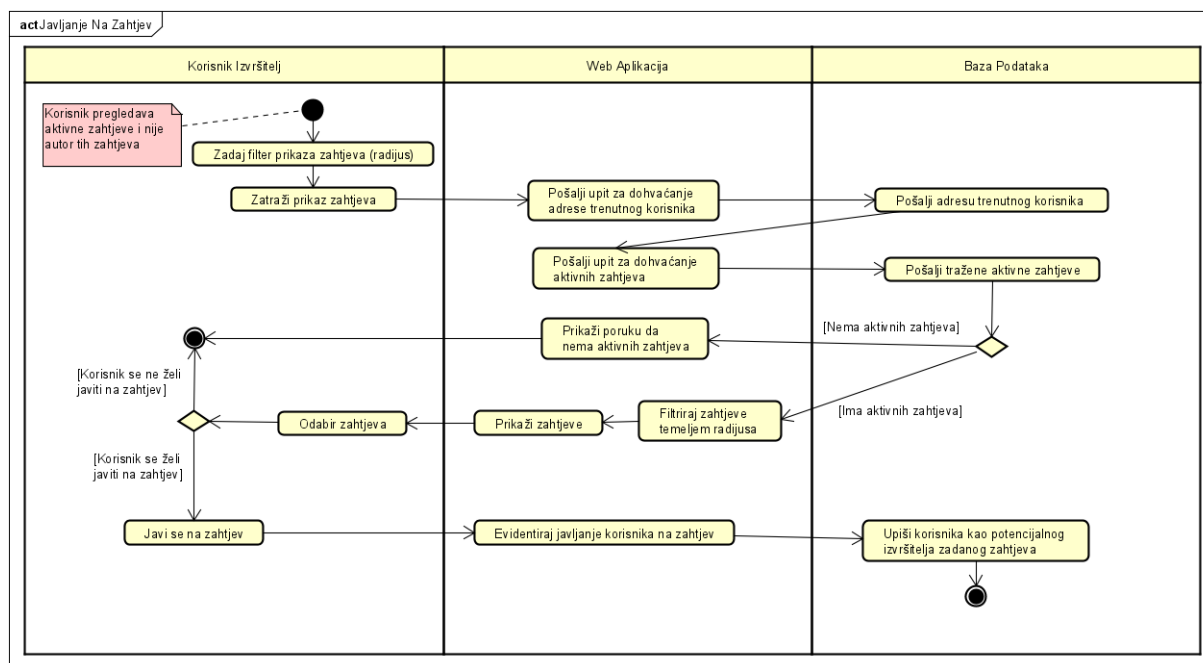 act Javljanje Na Zahtjev
Korisnik Izvršitelj
Web Aplikacija
Baza Podataka
Korisnik pregledava
aktivne zahtjeve i nije
autor tih zahtjeva
Zadaj filter prikaza zahtjeva (radijus)
Zatraži prikaz zahtjeva
Pošalji upit za dohvaćanje
adrese trenutnog korisnika
Pošalji adresu trenutnog korisnika
Pošalji upit za dohvaćanje
aktivnih zahtjeva
Pošalji tražene aktivne zahtjeve
[Nema aktivnih zahtjeva]
Prikaži poruku da
nema aktivnih zahtjeva
[Korisnik se ne želi
javiti na zahtjev]
[Ima aktivnih zahtjeva]
Filtriraj zahtjeve
temeljem radijusa
Prikaži zahtjeve
Odabir zahtjeva
[Korisnik se želi
javiti na zahtjev]
Javi se na zahtjev
Evidentiraj javljanje korisnika na zahtjev
Upiši korisnika kao potencijalnog
izvršitelja zadanog zahtjeva